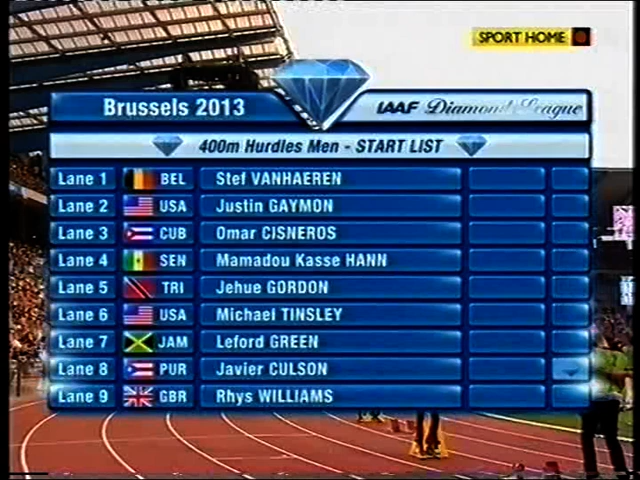 SPORT HOME
Brussels 2013 IAAF Diamond League
400m Hurdles Men - START LIST
Lane 1 BEL Stef VANHAEREN
Lane 2 USA Justin GAYMON
Lane 3 CUB Omar CISNEROS
Lane 4 SEN Mamadou Kasse HANN
Lane 5 TRI Jehue GORDON
Lane 6 USA Michael TINSLEY
Lane 7 JAM Leford GREEN
Lane 8 PUR Javier CULSON
Lane 9 GBR Rhys WILLIAMS